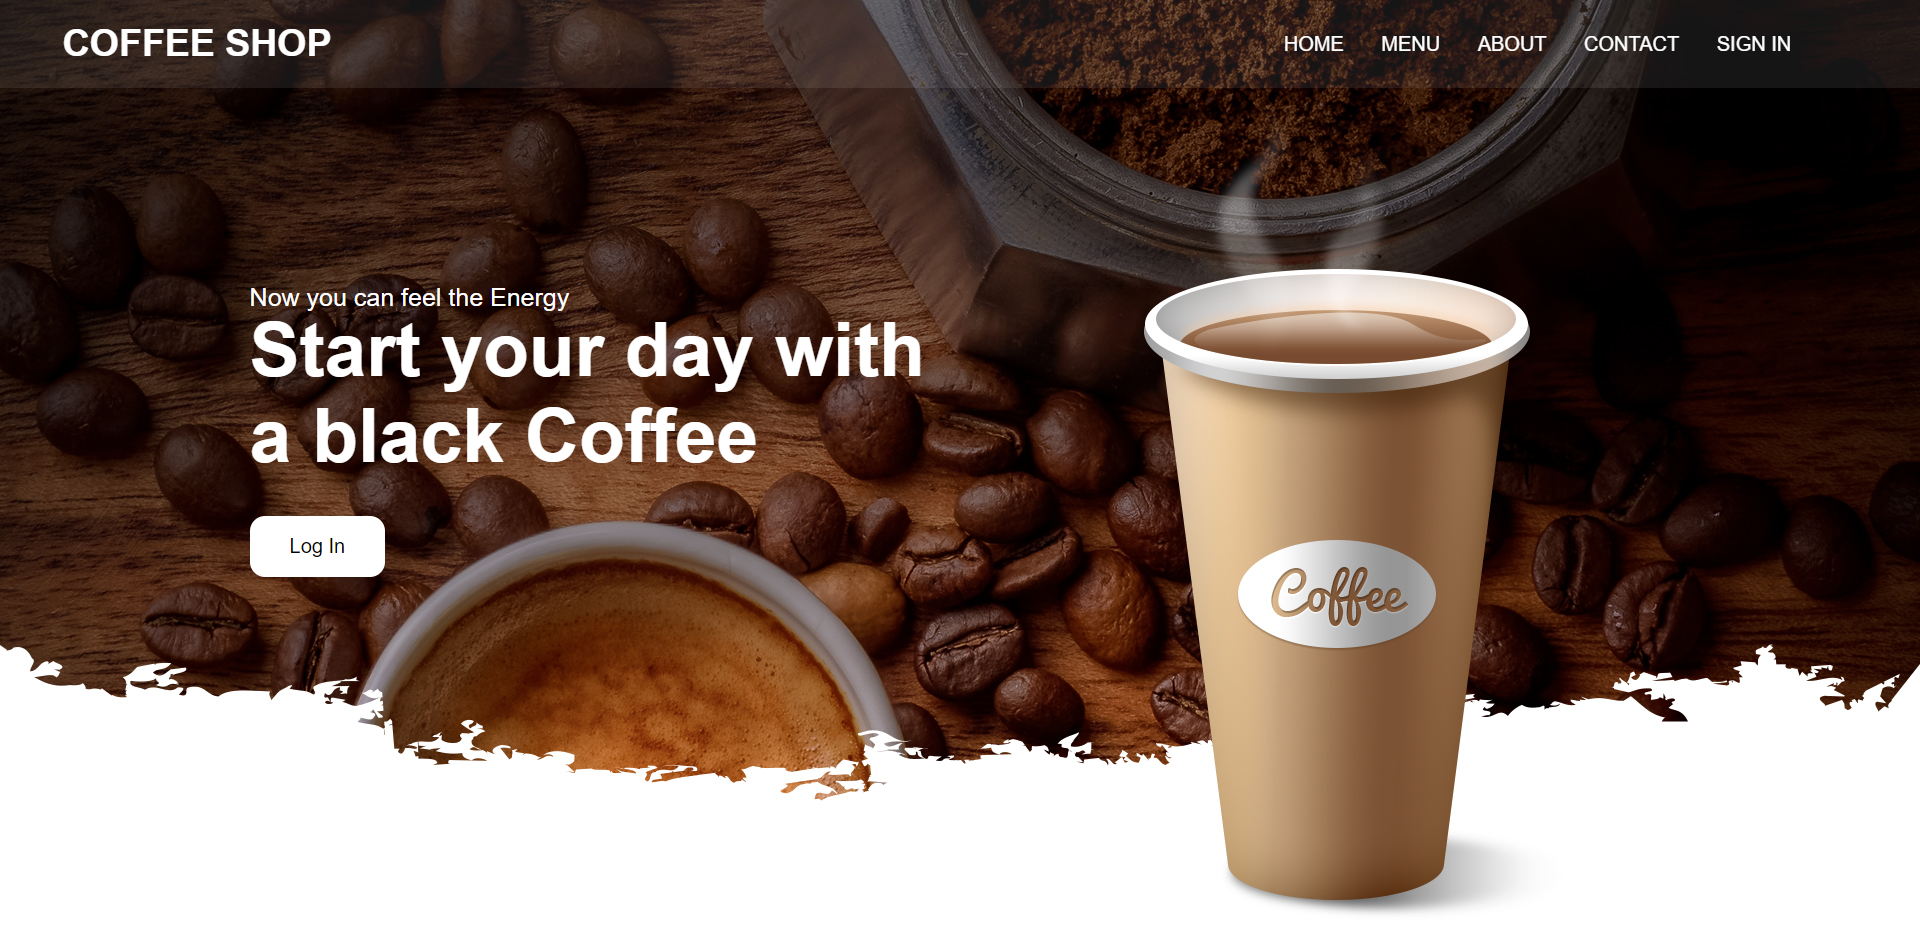 COFFEE SHOP
HOME MENU ABOUT CONTACT SIGN IN
Now you can feel the Energy
Start your day with
a black Coffee
Log In
Coffee